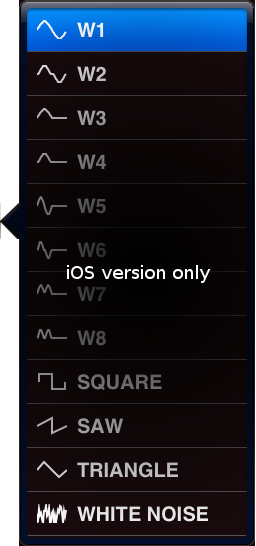 W1
W2
W3
W4
W5
W6
iOS version only
W7
W8
SQUARE
SAW
TRIANGLE
WHITE NOISE